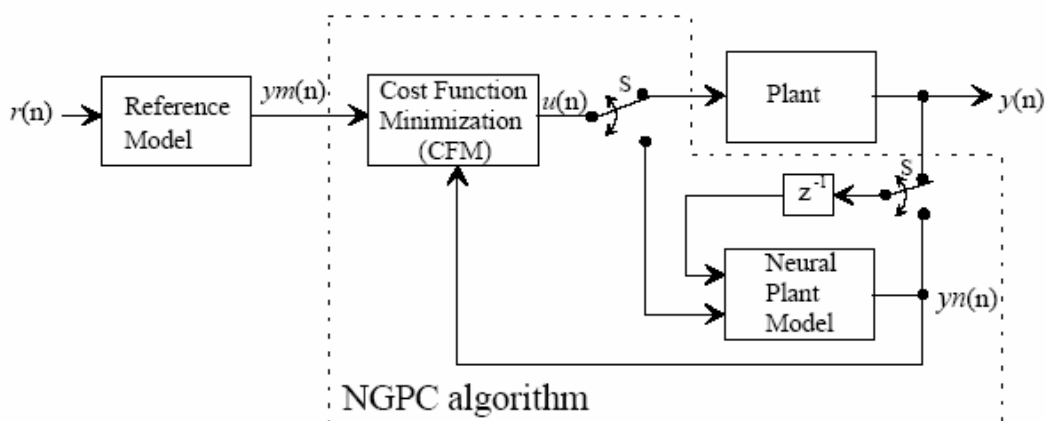 r(n)
Reference
Model
ym(n)
Cost Function
Minimization
(CFM)
u(n)
S
Plant
y(n)
S
z⁻¹
Neural
Plant
Model
yn(n)
NGPC algorithm